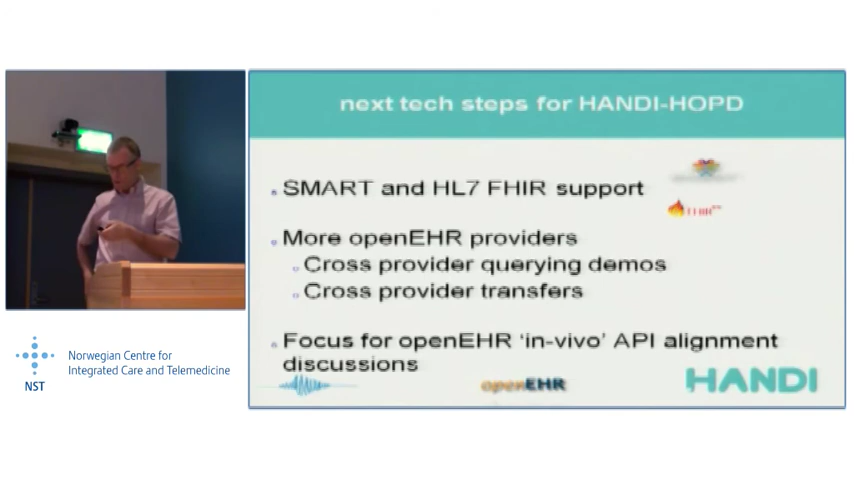 next tech steps for HANDI-HOPD
SMART and HL7 FHIR support
More openEHR providers
Cross provider querying demos
Cross provider transfers
Focus for openEHR ‘in-vivo’ API alignment
discussions
openEHR
HANDI
NST
Norwegian Centre for
Integrated Care and Telemedicine